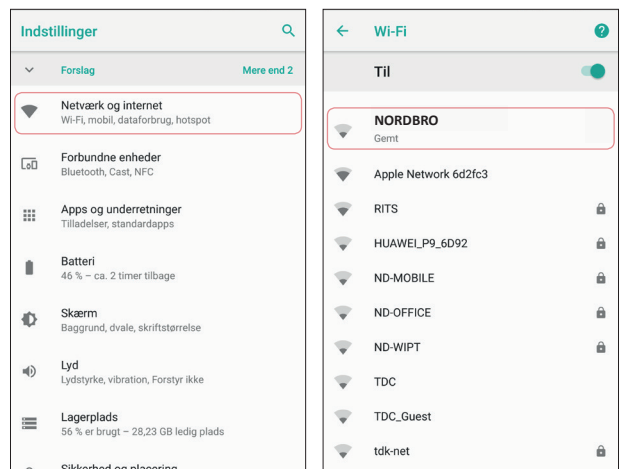 Indstillinger
Forslag Mere end 2
Netværk og internet
Wi-Fi, mobil, dataforbrug, hotspot
Forbundne enheder
Bluetooth, Cast, NFC
Apps og underretninger
Tilladelser, standardapps
Batteri
46 % – ca. 2 timer tilbage
Skærm
Baggrund, dvale, skriftstørrelse
Lyd
Lydstyrke, vibration, Forstyr ikke
Lagerplads
56 % er brugt – 28,23 GB ledig plads
Sikkerhed og placering
Wi-Fi
Til
NORDBRO
Gemt
Apple Network 6d2fc3
RITS
HUAWEI_P9_6D92
ND-MOBILE
ND-OFFICE
ND-WIPT
TDC
TDC_Guest
tdk-net